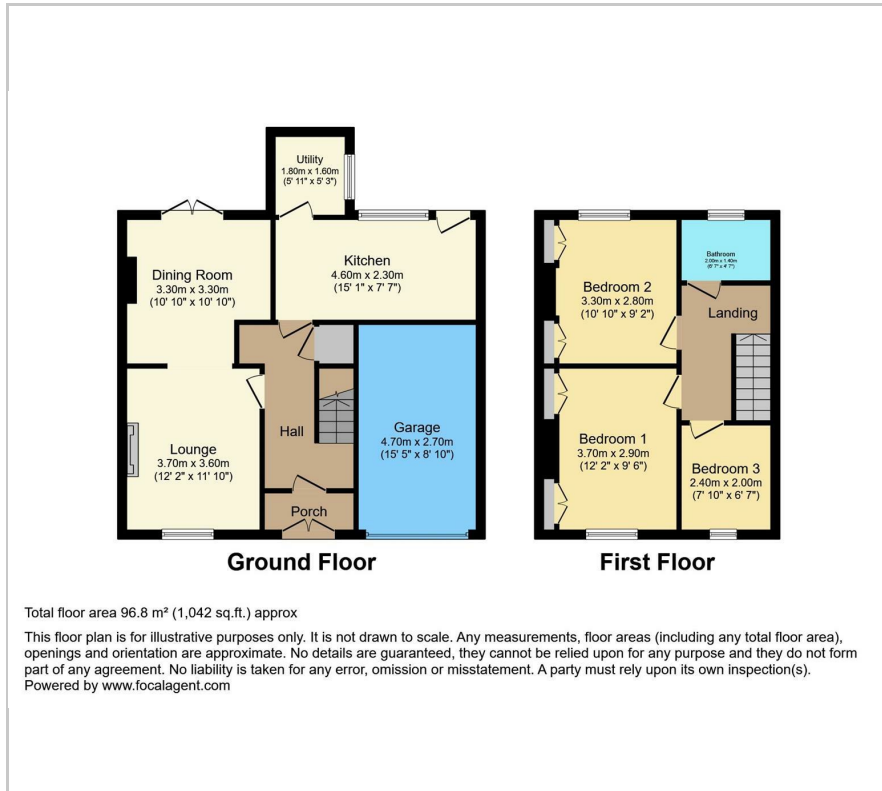 Utility
1.80m x 1.60m
(5' 11" x 5' 3")
Dining Room
3.30m x 3.30m
(10' 10" x 10' 10")
Kitchen
4.60m x 2.30m
(15' 1" x 7' 7")
Lounge
3.70m x 3.60m
(12' 2" x 11' 10")
Hall
Porch
Garage
4.70m x 2.70m
(15' 5" x 8' 10")
Ground Floor
Bedroom 2
3.30m x 2.80m
(10' 10" x 9' 2")
Bathroom
2.00m x 1.40m
(6' 7" x 4' 7")
Landing
Bedroom 1
3.70m x 2.90m
(12' 2" x 9' 6")
Bedroom 3
2.40m x 2.00m
(7' 10" x 6' 7")
First Floor
Total floor area 96.8 m² (1,042 sq.ft.) approx
This floor plan is for illustrative purposes only. It is not drawn to scale. Any measurements, floor areas (including any total floor area),
openings and orientation are approximate. No details are guaranteed, they cannot be relied upon for any purpose and they do not form
part of any agreement. No liability is taken for any error, omission or misstatement. A party must rely upon its own inspection(s).
Powered by www.focalagent.com